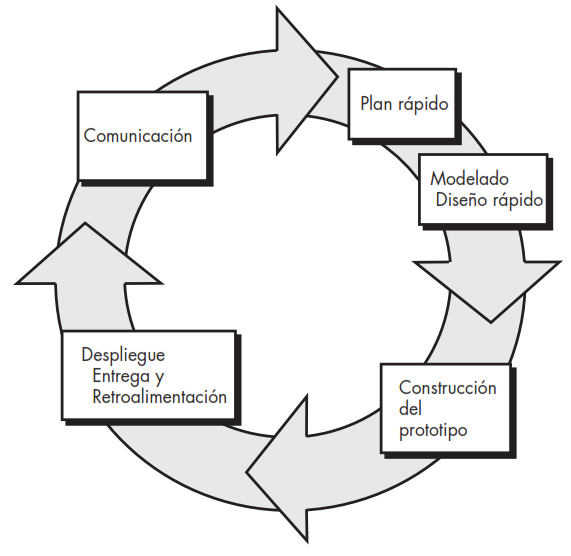 Comunicación
Plan rápido
Modelado
Diseño rápido
Construcción
del
prototipo
Despliegue
Entrega y
Retroalimentación